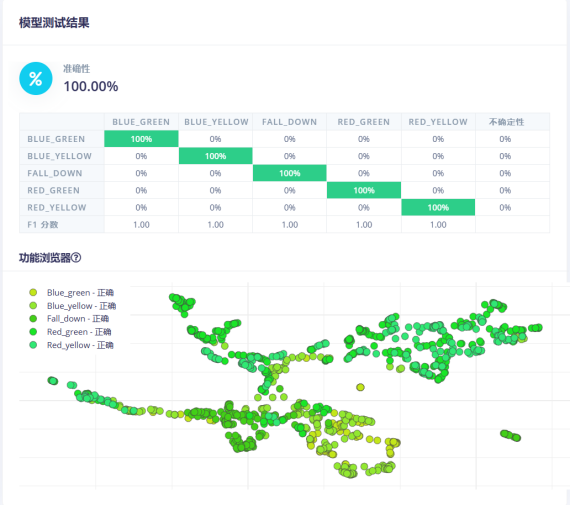 模型测试结果
准确性
%
100.00%
BLUE_GREEN BLUE_YELLOW FALL_DOWN RED_GREEN RED_YELLOW 不确定性
BLUE_GREEN 100% 0% 0% 0% 0% 0%
BLUE_YELLOW 0% 100% 0% 0% 0% 0%
FALL_DOWN 0% 0% 100% 0% 0% 0%
RED_GREEN 0% 0% 0% 100% 0% 0%
RED_YELLOW 0% 0% 0% 0% 100% 0%
F1 分数 1.00 1.00 1.00 1.00 1.00
功能浏览器?
Blue_green - 正确
Blue_yellow - 正确
Fall_down - 正确
Red_green - 正确
Red_yellow - 正确